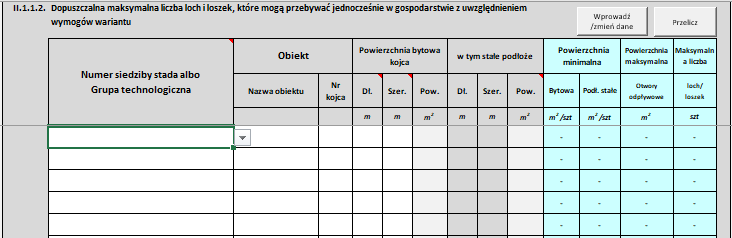 II.1.1.2. Dopuszczalna maksymalna liczba loch i loszek, które mogą przebywać jednocześnie w gospodarstwie z uwzględnieniem
wymogów wariantu
Wprowadź
/zmień dane
Przelicz
Numer siedziby stada albo
Grupa technologiczna
Obiekt
Powierzchnia bytowa
kojca
w tym stałe podłoże
Powierzchnia
minimalna
Powierzchnia
maksymalna
Maksymaln
a liczba
Nazwa obiektu
Nr
kojca
Dł. Szer. Pow. Dł. Szer. Pow.
Bytowa Podł. stałe
Otwory
odpływowe
loch/
loszek
m m m² m m m² m²/szt m²/szt m² szt
- - - -
- - - -
- - - -
- - - -
- - - -